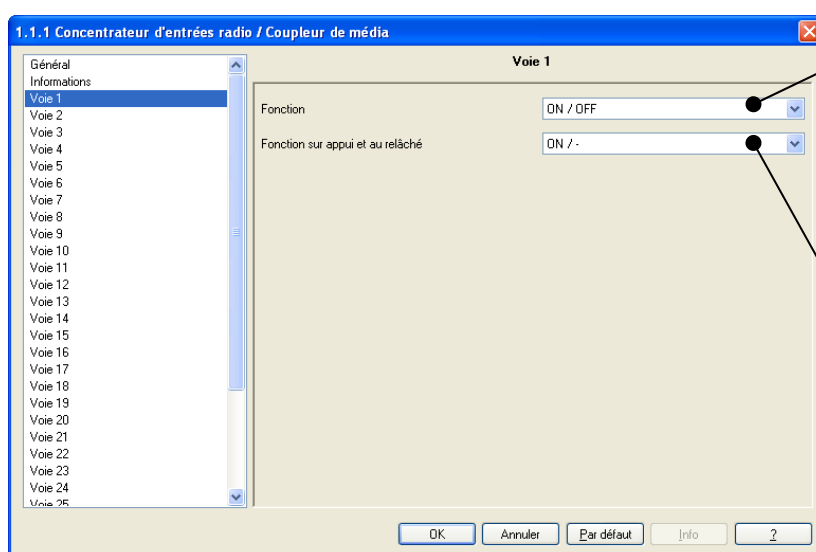 1.1.1 Concentrateur d'entrées radio / Coupleur de média
Général
Informations
Voie 1
Voie 2
Voie 3
Voie 4
Voie 5
Voie 6
Voie 7
Voie 8
Voie 9
Voie 10
Voie 11
Voie 12
Voie 13
Voie 14
Voie 15
Voie 16
Voie 17
Voie 18
Voie 19
Voie 20
Voie 21
Voie 22
Voie 23
Voie 24
Voie 25
Voie 1
Fonction ON / OFF
Fonction sur appui et au relâché ON / -
OK Annuler Par défaut Info ?